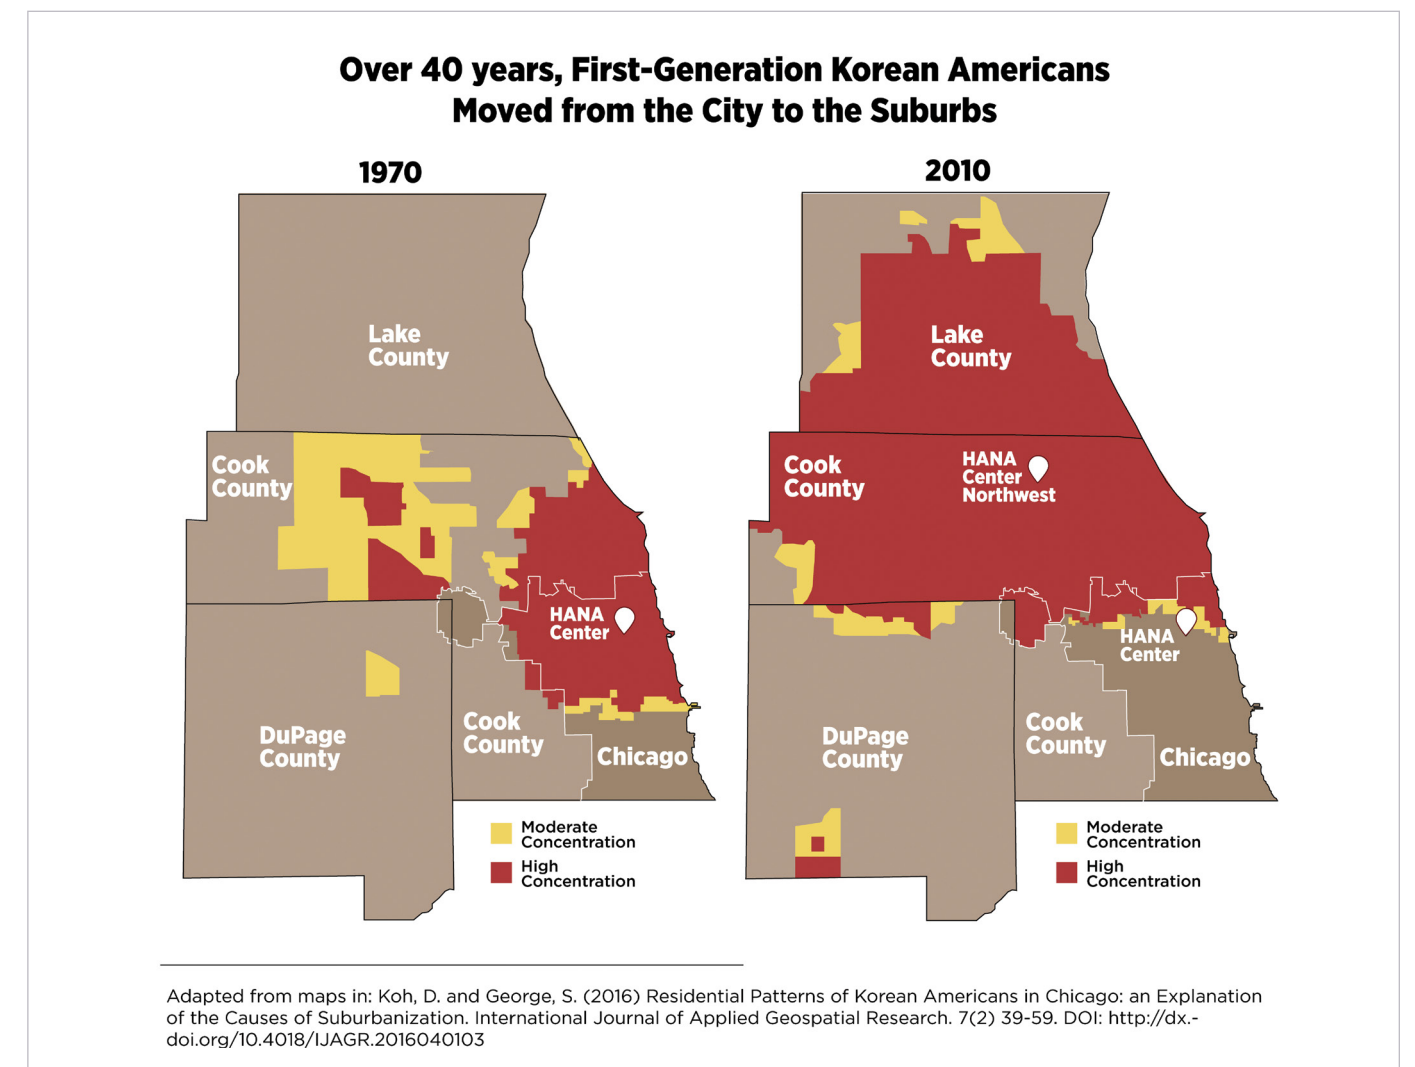 Over 40 years, First-Generation Korean Americans
Moved from the City to the Suburbs
1970
Lake
County
Cook
County
HANA
Center
DuPage
County
Cook
County
Chicago
Moderate
Concentration
High
Concentration
2010
Lake
County
Cook
County
HANA
Center
Northwest
HANA
Center
DuPage
County
Cook
County
Chicago
Moderate
Concentration
High
Concentration
Adapted from maps in: Koh, D. and George, S. (2016) Residential Patterns of Korean Americans in Chicago: an Explanation
of the Causes of Suburbanization. International Journal of Applied Geospatial Research. 7(2) 39-59. DOI: http://dx.-
doi.org/10.4018/IJAGR.2016040103